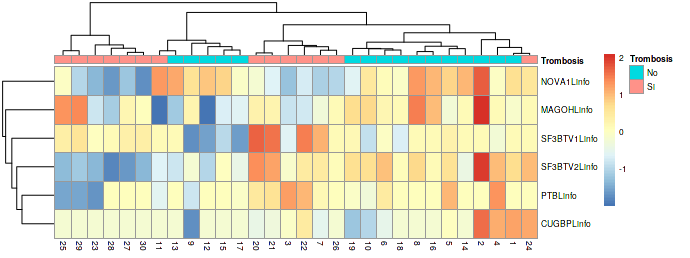 Trombosis
NOVA1Linfo
MAGOHLinfo
SF3BTV1Linfo
SF3BTV2Linfo
PTBLinfo
CUGBPLinfo
25 29 23 28 27 30 11 13 9 12 15 17 20 21 3 22 7 26 19 10 6 18 8 16 5 14 2 4 1 24
2
1
0
-1
Trombosis
No
Si